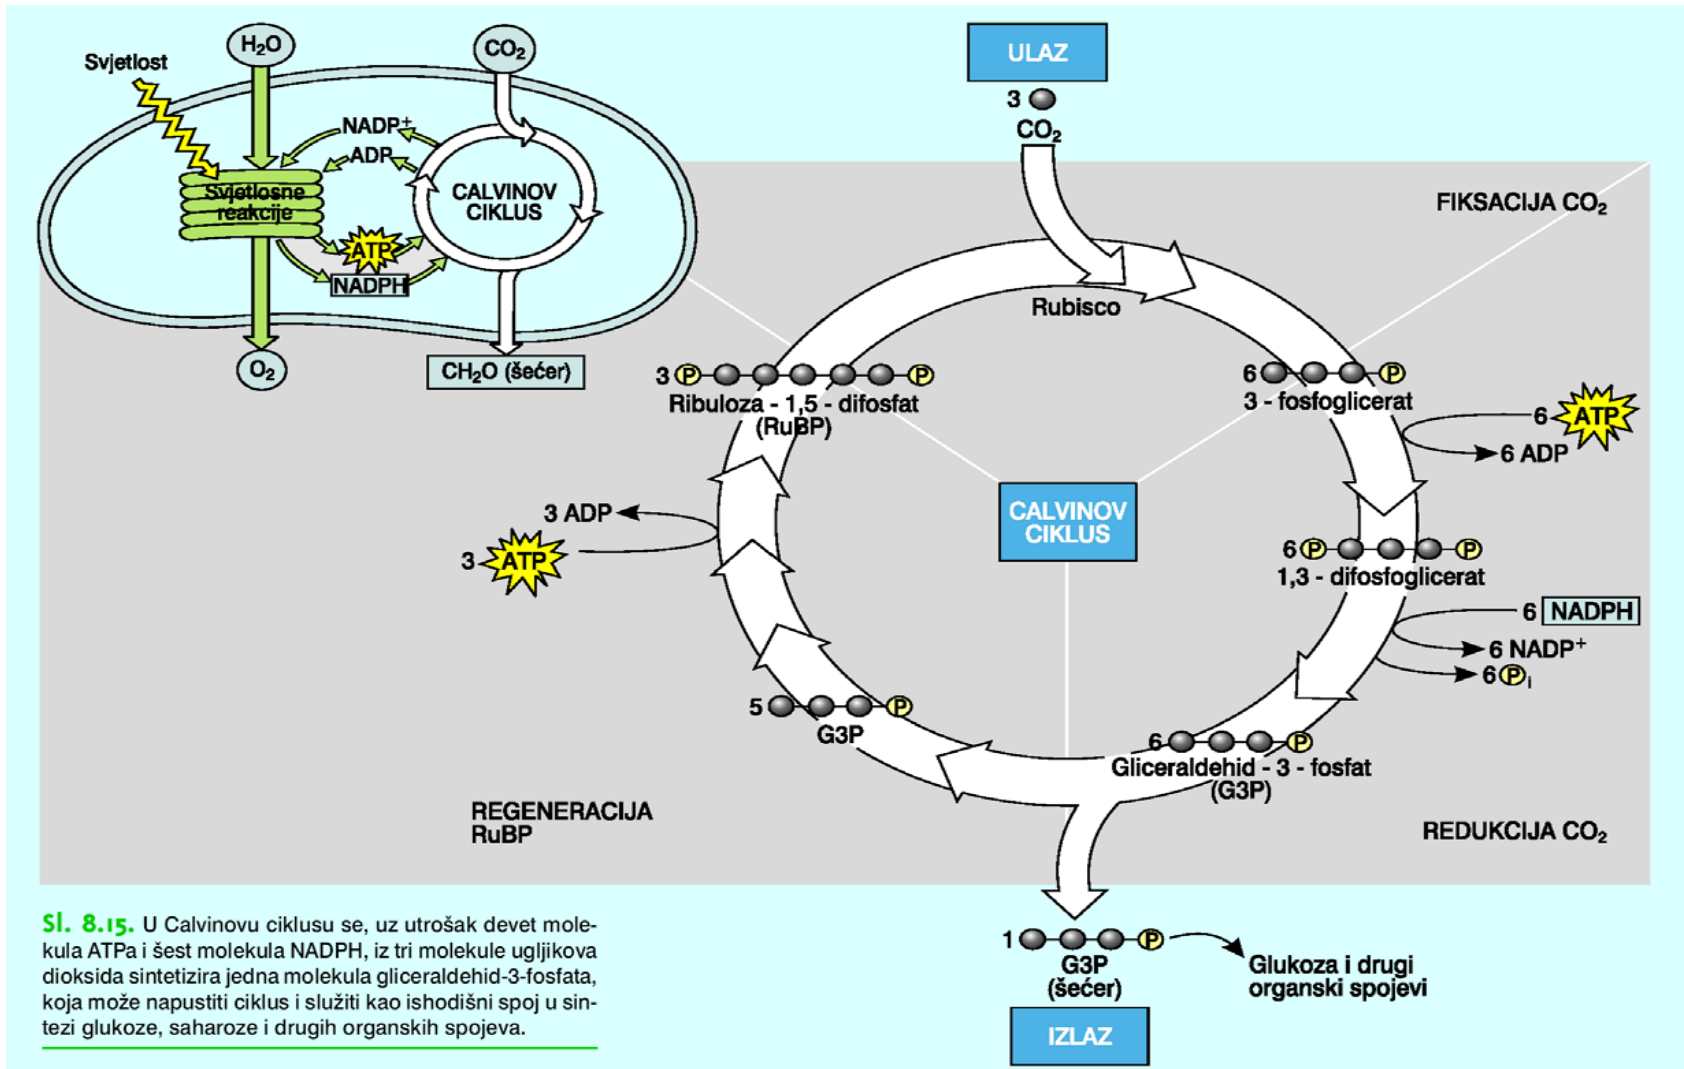 Svjetlost
H₂O
CO₂
NADP⁺
ADP
Svjetlosne
reakcije
CALVINOV
CIKLUS
ATP
NADPH
O₂
CH₂O (šećer)
ULAZ
3
CO₂
FIKSACIJA CO₂
Rubisco
3 P P
Ribuloza - 1,5 - difosfat
(RuBP)
6 P
3 - fosfoglicerat
6 ATP
6 ADP
CALVINOV
CIKLUS
3 ADP
3 ATP
6 P P
1,3 - difosfoglicerat
6 NADPH
6 NADP⁺
6 Pᵢ
5 P
G3P
6 P
Gliceraldehid - 3 - fosfat
(G3P)
REGENERACIJA
RuBP
REDUKCIJA CO₂
1 P
G3P
(šećer)
Glukoza i drugi
organski spojevi
IZLAZ
Sl. 8.15. U Calvinovu ciklusu se, uz utrošak devet mole-
kula ATPa i šest molekula NADPH, iz tri molekule ugljikova
dioksida sintetizira jedna molekula gliceraldehid-3-fosfata,
koja može napustiti ciklus i služiti kao ishodišni spoj u sin-
tezi glukoze, saharoze i drugih organskih spojeva.